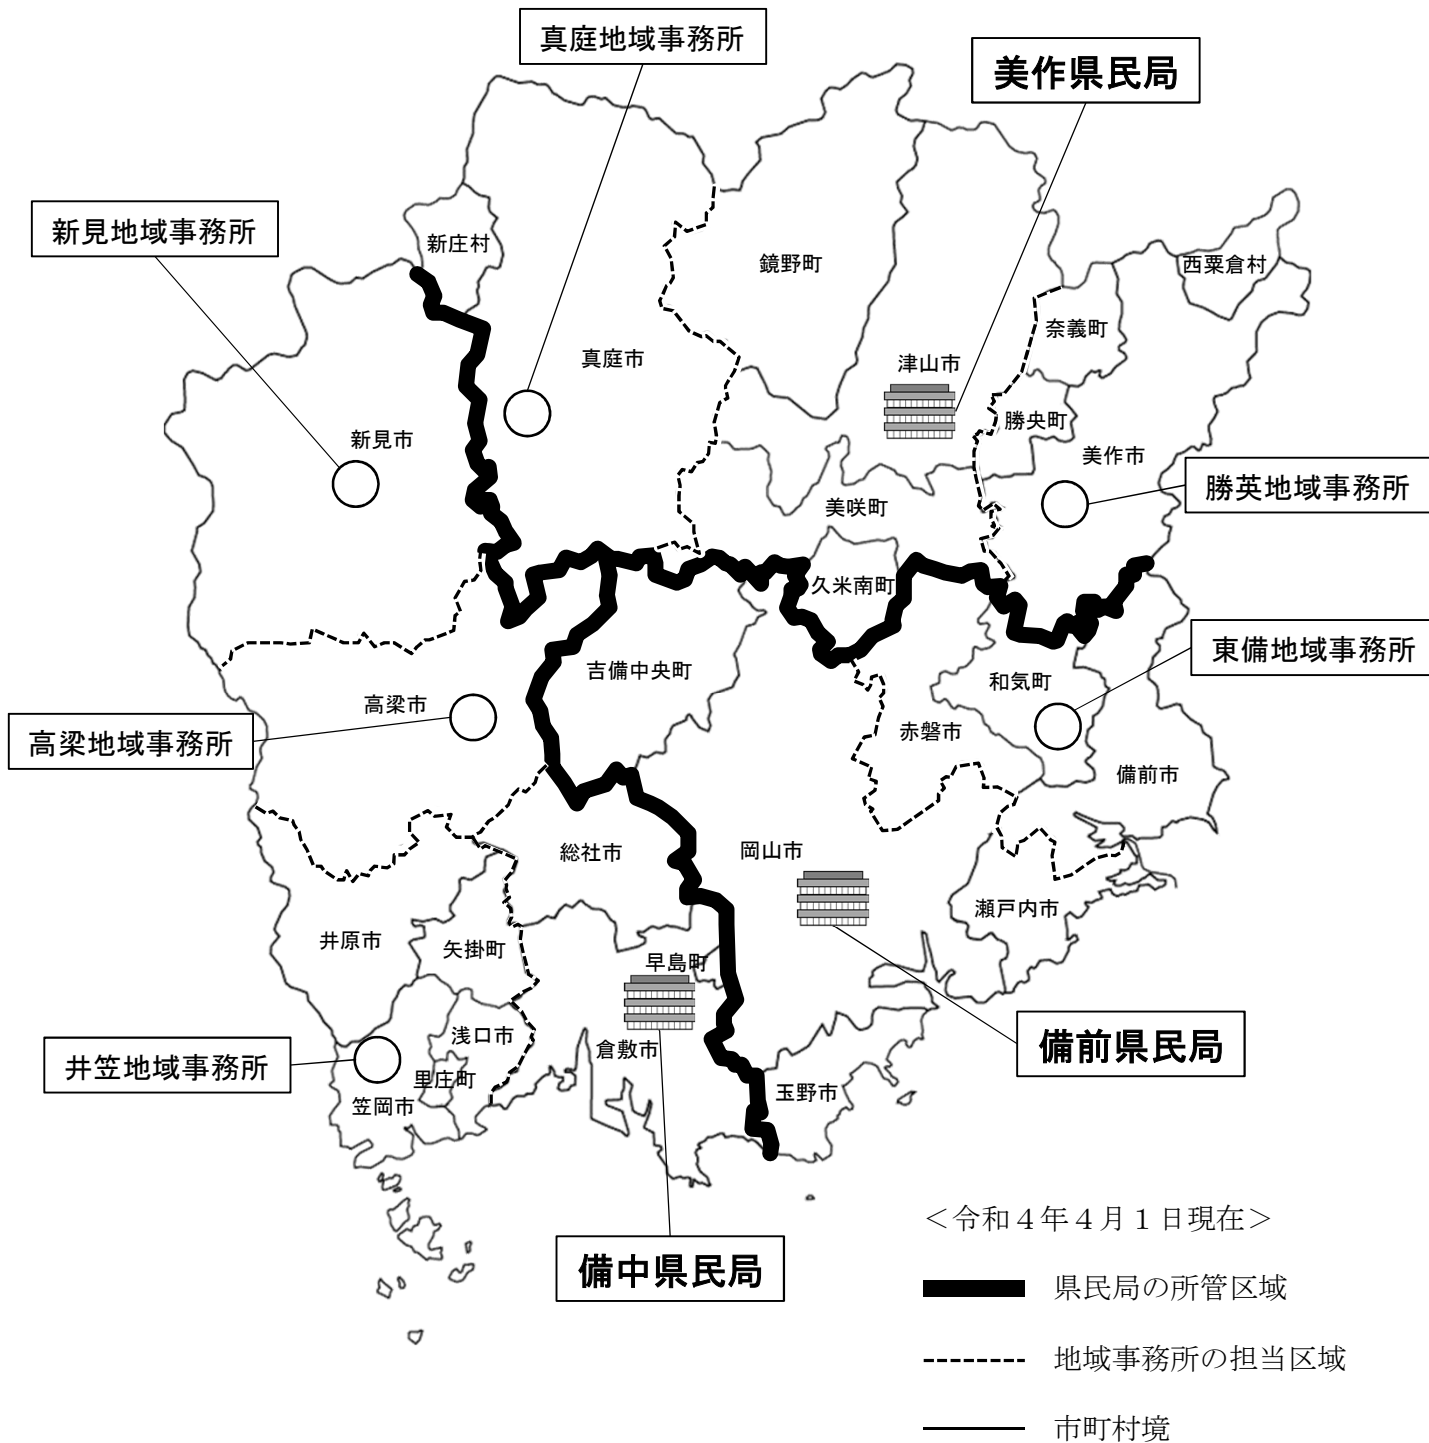 真庭地域事務所
美作県民局
新見地域事務所
新庄村
鏡野町
西粟倉村
奈義町
真庭市
津山市
勝央町
新見市
美作市
勝英地域事務所
美咲町
久米南町
東備地域事務所
吉備中央町
和気町
高梁市
赤磐市
高梁地域事務所
備前市
総社市
岡山市
瀬戸内市
井原市
矢掛町
早島町
浅口市
倉敷市
備前県民局
井笠地域事務所
里庄町
笠岡市
玉野市
備中県民局
＜令和４年４月１日現在＞
県民局の所管区域
地域事務所の担当区域
市町村境